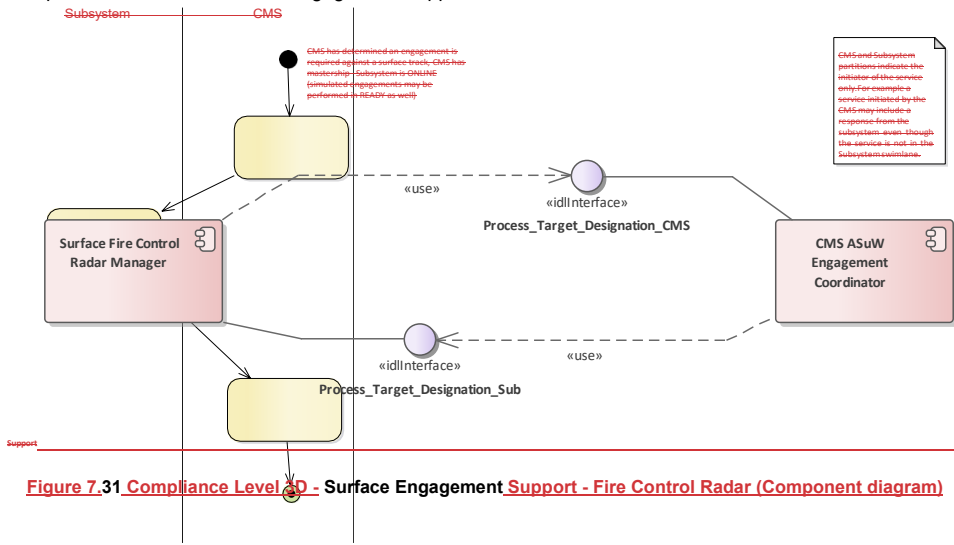 Subsystem CMS
CMS has determined an engagement is
required against a surface track, CMS has
mastership Subsystem is ONLINE
(simulated engagements may be
performed in READY as well)
CMS and Subsystem
partitions indicate the
initiator of the service
only.For example a
service initiated by the
CMS may include a
response from the
subsystem even though
the service is not in the
Subsystem swimlane.
«use»
«idlInterface»
Process_Target_Designation_CMS
Surface Fire Control
Radar Manager
CMS ASuW
Engagement
Coordinator
«use»
«idlInterface»
Process_Target_Designation_Sub
Support
Figure 7.31 Compliance Level 3D - Surface Engagement Support - Fire Control Radar (Component diagram)